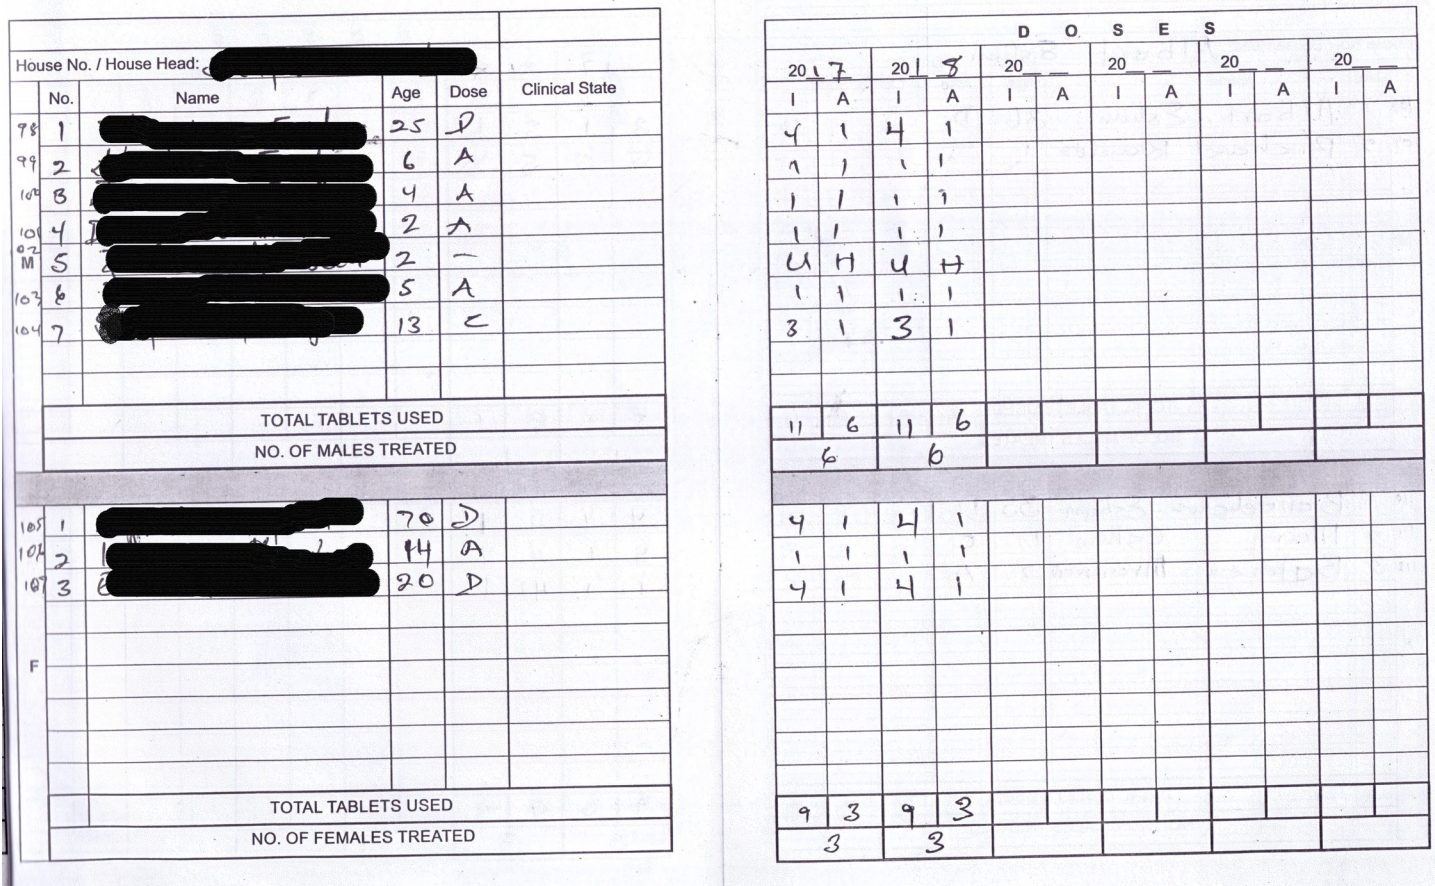 D O S E S
House No. / House Head: 2017 2018 20__ 20__ 20__ 20__
No. Name Age Dose Clinical State I A I A I A I A I A I A
98 1 25 D 4 1 4 1
99 2 6 A 1 1 1 1
100 3 4 A 1 1 1 1
101 4 2 A 1 1 1 1
102 M 5 2 — U H U H
103 6 5 A 1 1 1 1
104 7 13 C 3 1 3 1
TOTAL TABLETS USED 11 6 11 6
NO. OF MALES TREATED 6 6
105 1 70 D 4 1 4 1
106 2 14 A 1 1 1 1
107 3 20 D 4 1 4 1
F
TOTAL TABLETS USED 9 3 9 3
NO. OF FEMALES TREATED 3 3